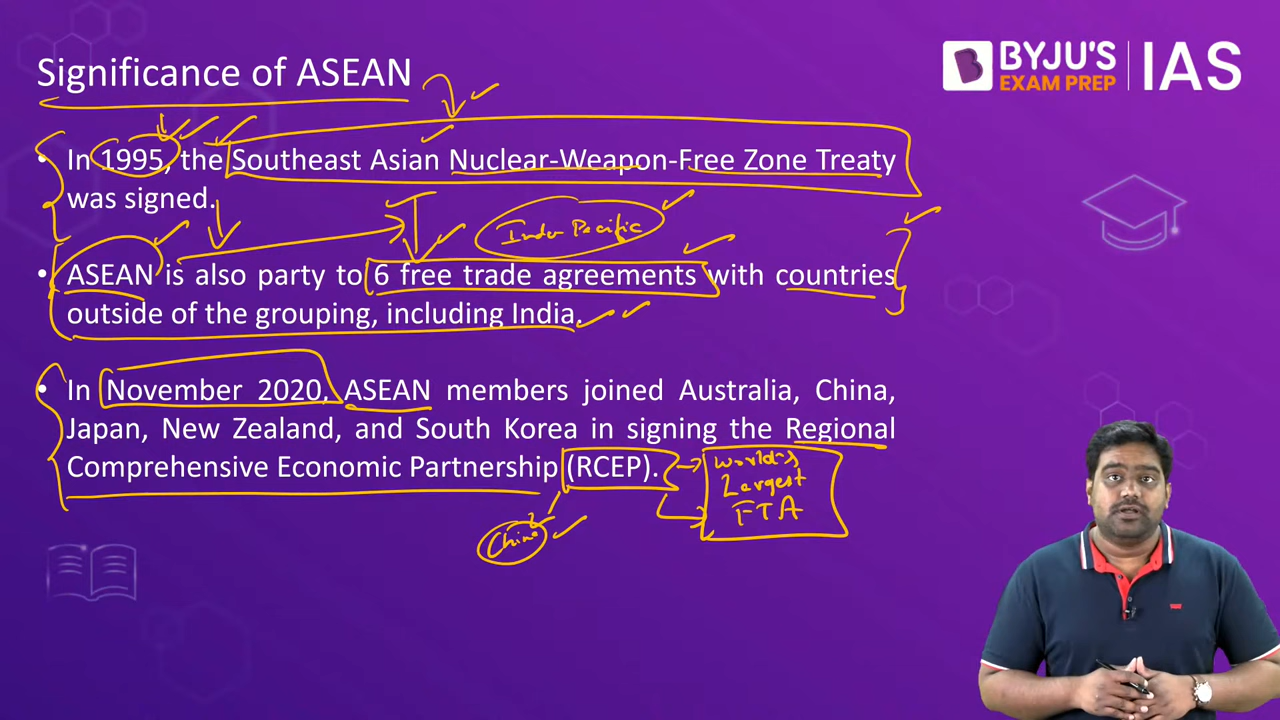 Significance of ASEAN
BYJU'S
EXAM PREP
IAS
• In 1995, the Southeast Asian Nuclear-Weapon-Free Zone Treaty
was signed.
Indo Pacific
• ASEAN is also party to 6 free trade agreements with countries
outside of the grouping, including India.
• In November 2020, ASEAN members joined Australia, China,
Japan, New Zealand, and South Korea in signing the Regional
Comprehensive Economic Partnership (RCEP).
World's
Largest
FTA
China